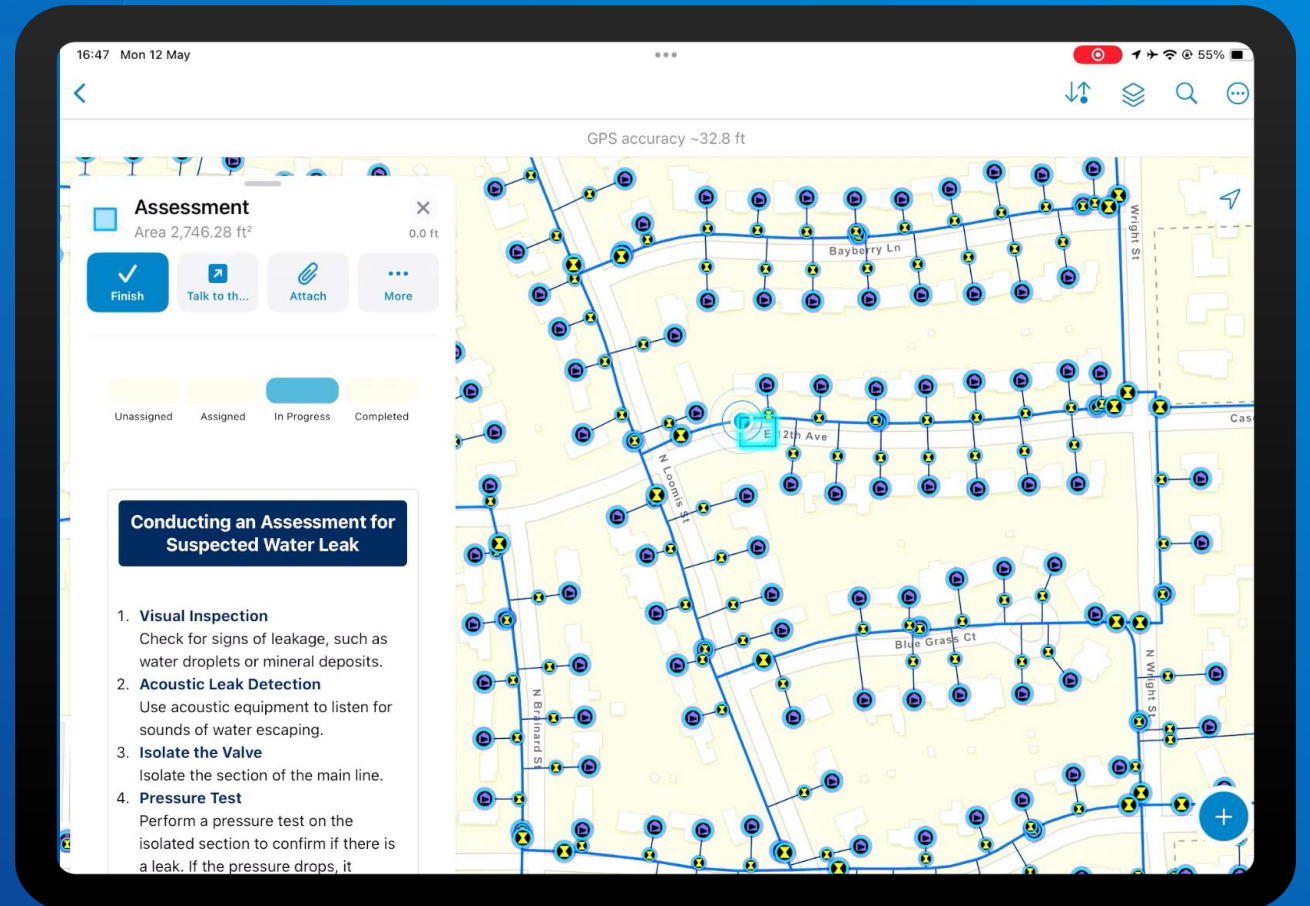 16:47 Mon 12 May
55%
GPS accuracy ~32.8 ft
Assessment
Area 2,746.28 ft²
0.0 ft
Finish
Talk to th...
Attach
More
Unassigned
Assigned
In Progress
Completed
Conducting an Assessment for
Suspected Water Leak
1. Visual Inspection
Check for signs of leakage, such as
water droplets or mineral deposits.
2. Acoustic Leak Detection
Use acoustic equipment to listen for
sounds of water escaping.
3. Isolate the Valve
Isolate the section of the main line.
4. Pressure Test
Perform a pressure test on the
isolated section to confirm if there is
a leak. If the pressure drops, it
Bayberry Ln
Wright St
E 12th Ave
Cas
N Loomis St
Blue Grass Ct
N Brainard St
N Wright St